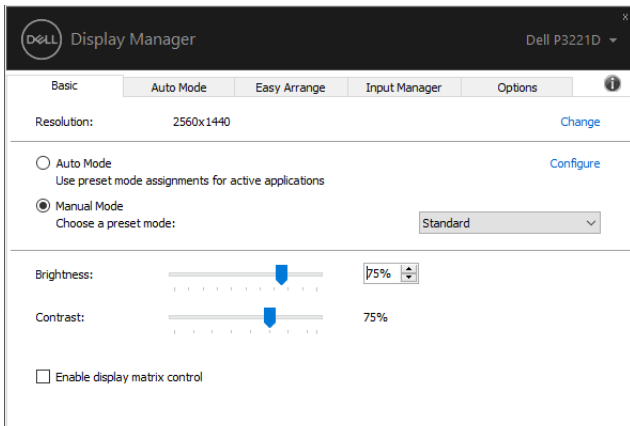 DELL Display Manager Dell P3221D
Basic Auto Mode Easy Arrange Input Manager Options
Resolution: 2560x1440 Change
Auto Mode Configure
Use preset mode assignments for active applications
Manual Mode
Choose a preset mode: Standard
Brightness: 75%
Contrast: 75%
Enable display matrix control